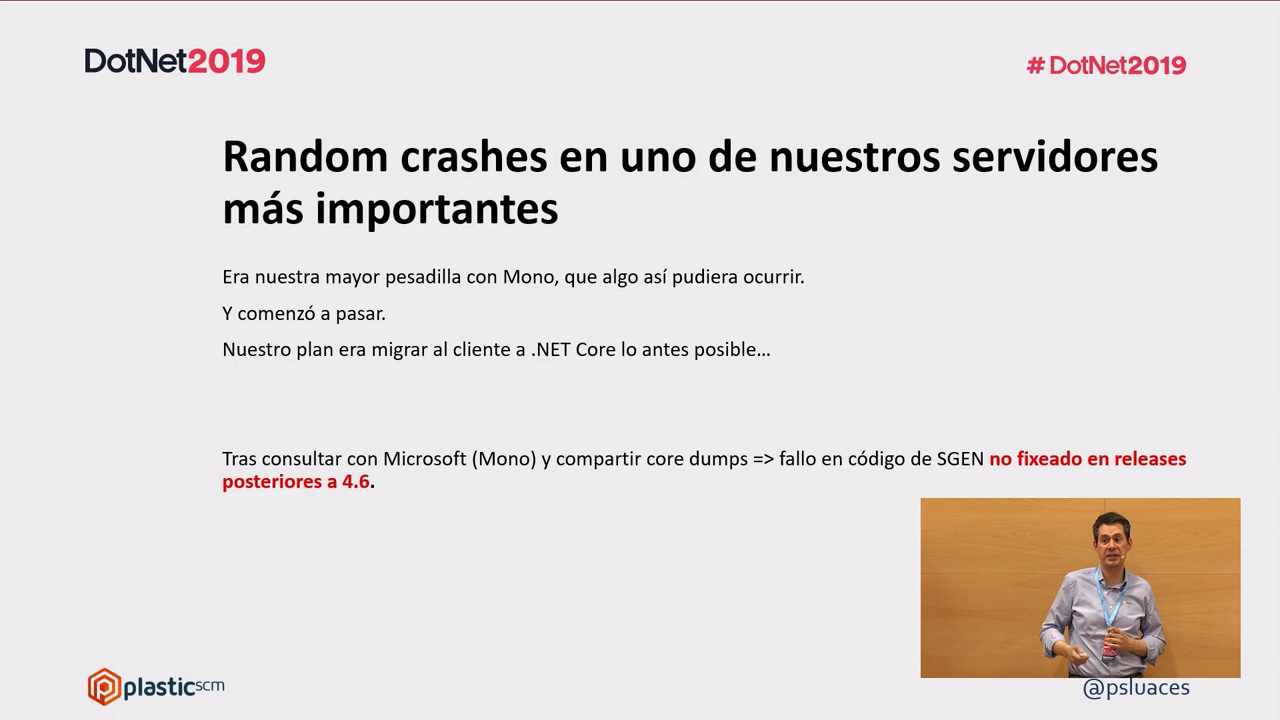 DotNet2019
# DotNet2019
Random crashes en uno de nuestros servidores
más importantes
Era nuestra mayor pesadilla con Mono, que algo así pudiera ocurrir.
Y comenzó a pasar.
Nuestro plan era migrar al cliente a .NET Core lo antes posible…
Tras consultar con Microsoft (Mono) y compartir core dumps => fallo en código de SGEN no fixeado en releases
posteriores a 4.6.
plasticscm
@psluaces